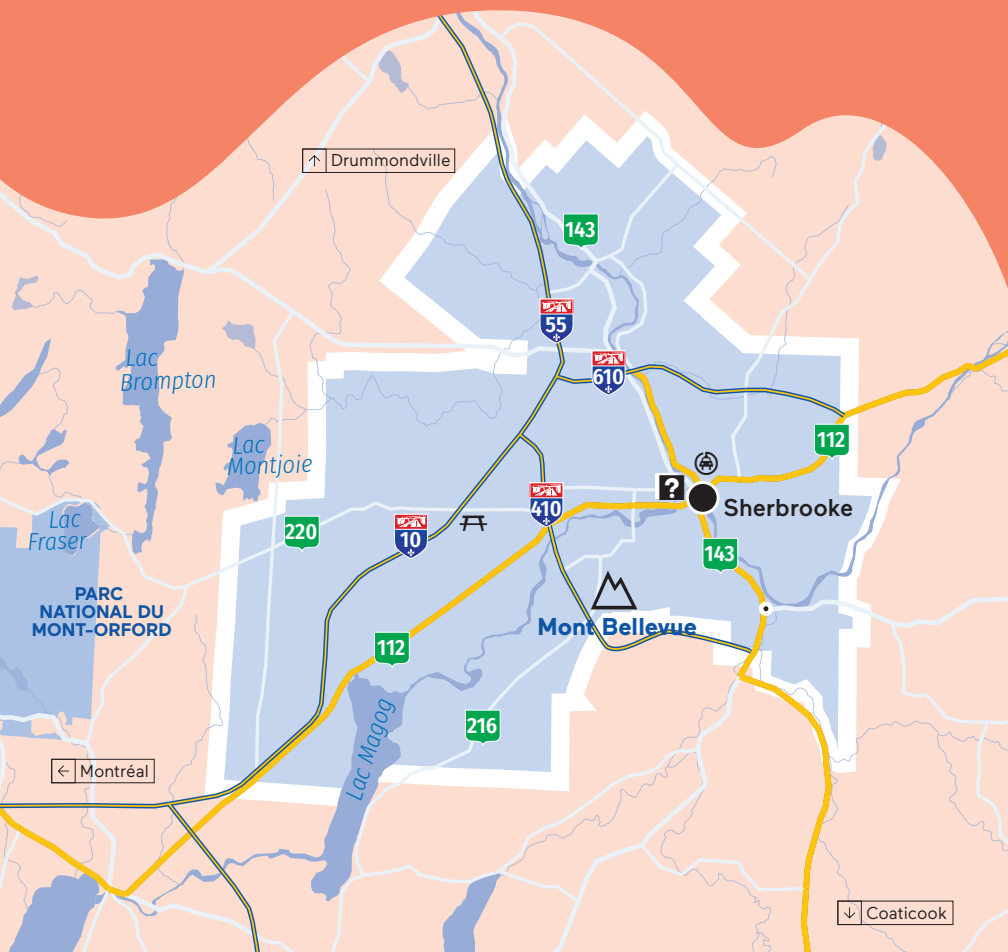 ↑ Drummondville
143
55
Lac
Brompton
610
112
Lac
Montjoie
?
410
Sherbrooke
Lac
Fraser
220
10
143
PARC
NATIONAL DU
MONT-ORFORD
Mont Bellevue
112
216
Lac Magog
← Montréal
↓ Coaticook